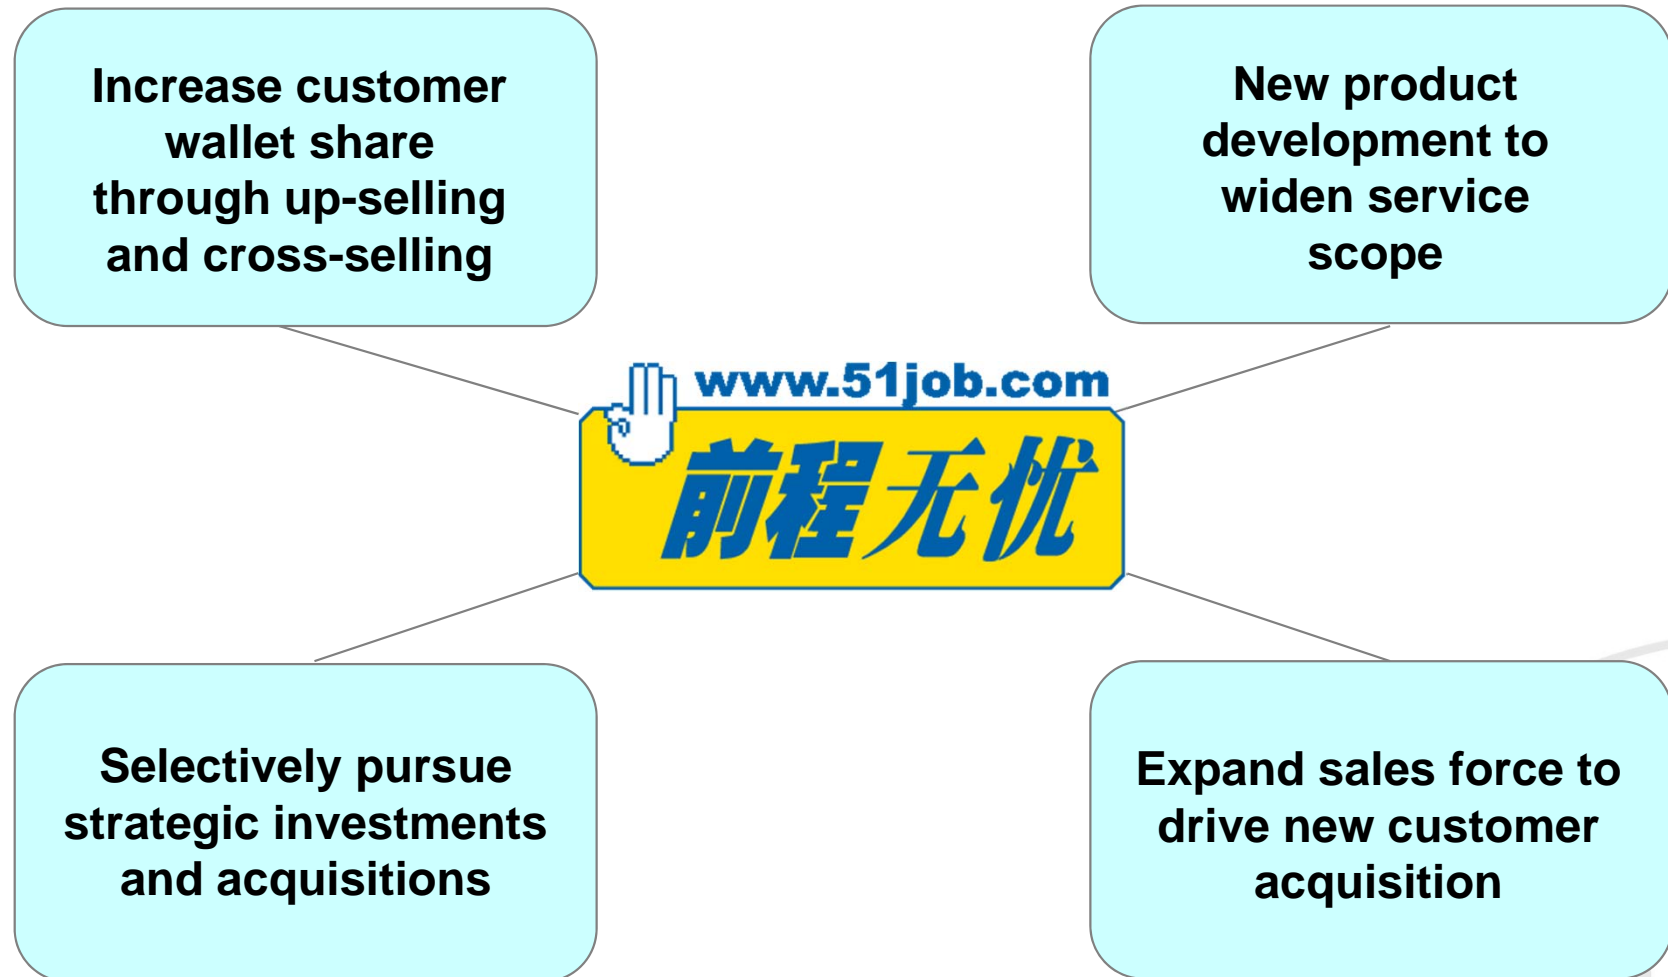 Increase customer
wallet share
through up-selling
and cross-selling
New product
development to
widen service
scope
www.51job.com
前程无忧
Selectively pursue
strategic investments
and acquisitions
Expand sales force to
drive new customer
acquisition